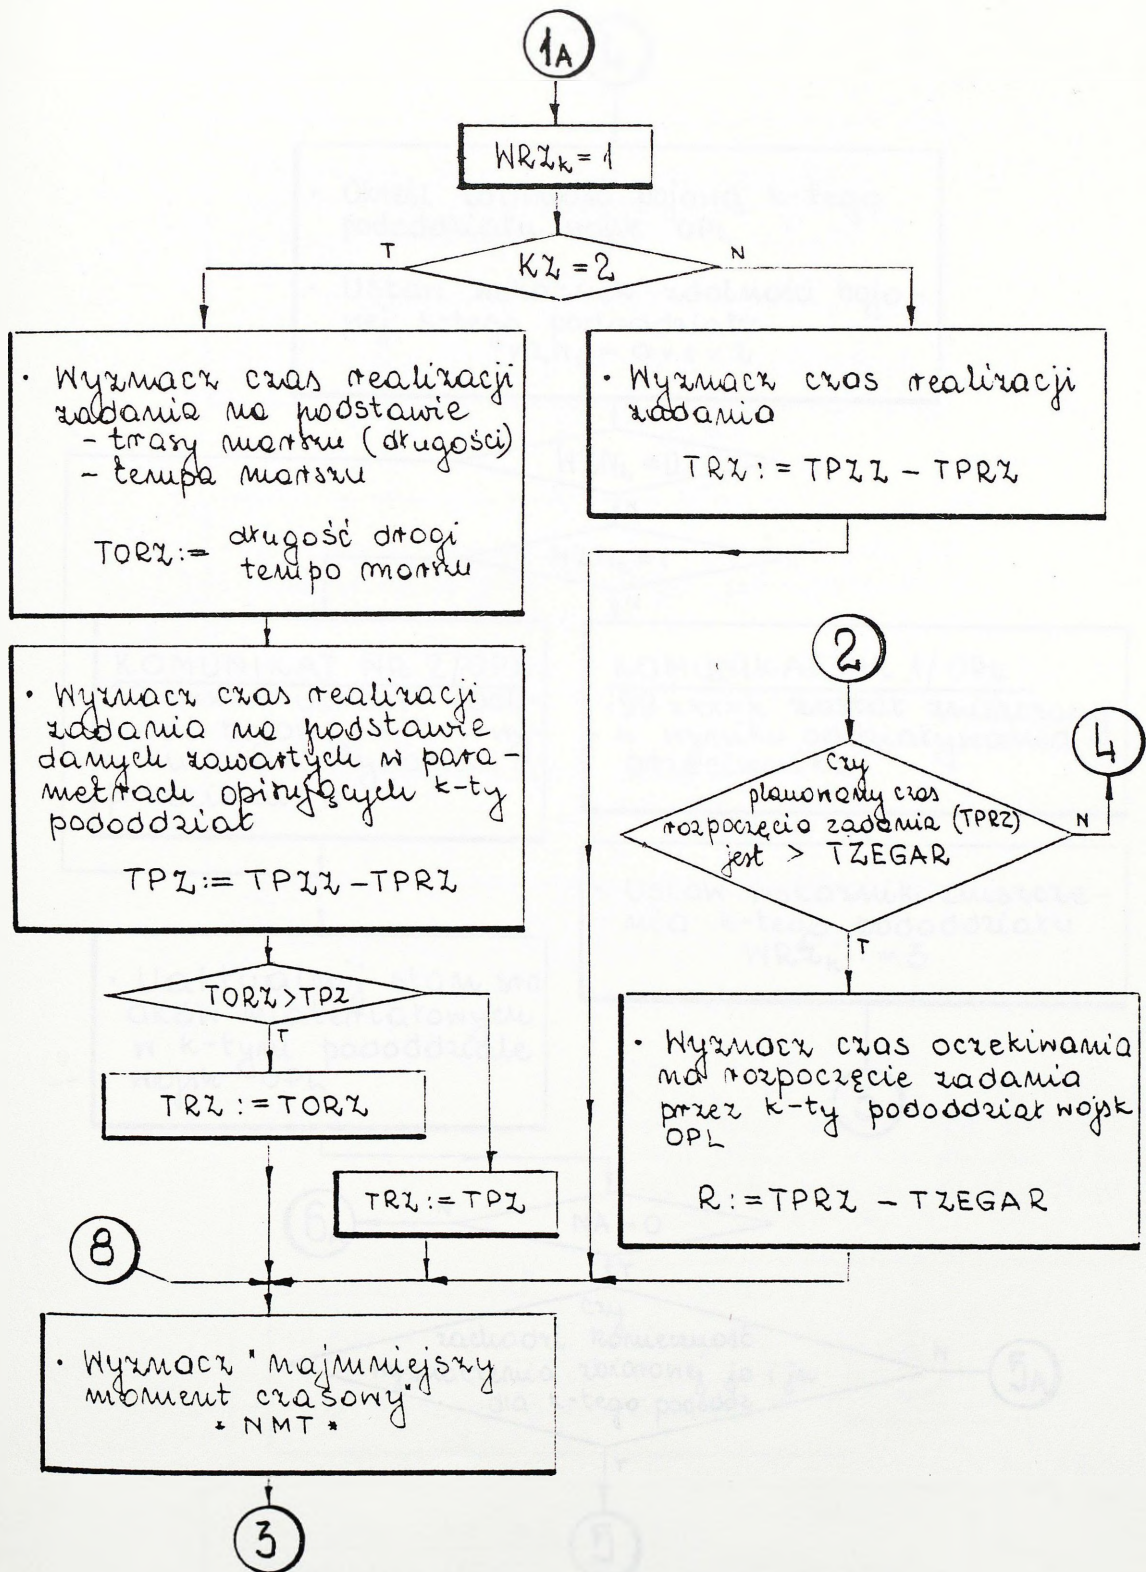 1A
WRZk = 1
T
KZ = 2
N
• Wyznacz czas realizacji
zadania na podstawie
- trasy marszu (długości)
- tempa marszu
TORZ := długość drogi
tempo marszu
• Wyznacz czas realizacji
zadania
TRZ := TPZZ - TPRZ
• Wyznacz czas realizacji
zadania na podstawie
danych zawartych w para-
metrach opisujących k-ty
pododdział
TPZ := TPZZ - TPRZ
TORZ > TPZ
T
TRZ := TORZ
TRZ := TPZ
2
czy
planowany czas
rozpoczęcia zadania (TPRZ)
jest > TZEGAR
N
4
T
• Wyznacz czas oczekiwania
na rozpoczęcie zadania
przez k-ty pododdział wojsk
OPL
R := TPRZ - TZEGAR
8
• Wyznacz "najmniejszy
moment czasowy"
* NMT *
3